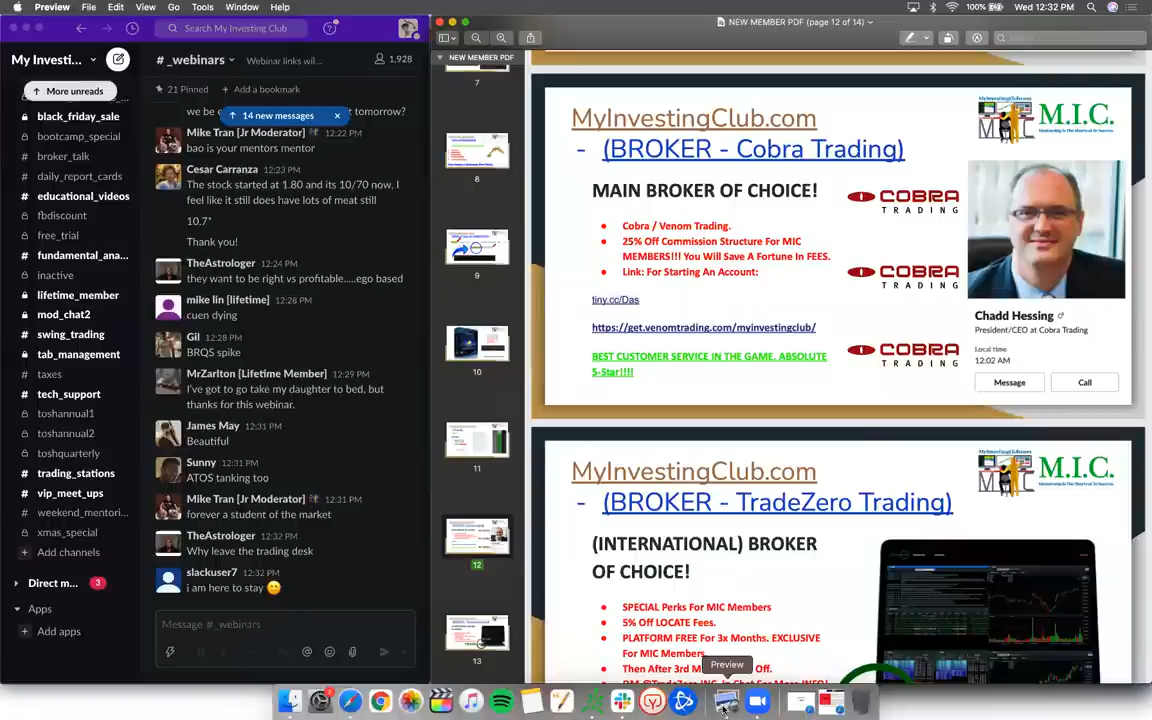 Preview File Edit View Go Tools Window Help
100% Wed 12:32 PM
Search My Investing Club
NEW MEMBER PDF (page 12 of 14)
My Investi...
# _webinars
Webinar links wil...
1,928
21 Pinned
Add a bookmark
More unreads
14 new messages
black_friday_sale
bootcamp_special
broker_talk
daily_report_cards
educational_videos
fbdiscount
free_trial
fundamental_ana...
inactive
lifetime_member
mod_chat2
swing_trading
tab_management
taxes
tech_support
toshannual1
toshannual2
toshquarterly
trading_stations
vip_meet_ups
weekend_mentori...
xmas_special
Add channels
Direct m... 3
Apps
Add apps
Mike Tran [Jr Moderator] 12:22 PM
bao is your mentors mentor
Cesar Carranza 12:23 PM
The stock started at 1.80 and its 10/70 now, I
feel like it still does have lots of meat still
10.7*
Thank you!
TheAstrologer 12:24 PM
they want to be right vs profitable.....ego based
mike lin [lifetime] 12:28 PM
cuen dying
Gil 12:28 PM
BRQS spike
MrZarlton [Lifetime Member] 12:29 PM
I've got to go take my daughter to bed, but
thanks for this webinar.
James May 12:31 PM
Beautiful
Sunny 12:31 PM
ATOS tanking too
Mike Tran [Jr Moderator] 12:31 PM
forever a student of the market
TheAstrologer 12:32 PM
Why leave the trading desk
slackuser7 12:32 PM
i am here to stay
Message #_webinars
NEW MEMBER PDF
7
8
9
10
11
12
13
MyInvestingClub.com
- (BROKER - Cobra Trading)
M.I.C.
MAIN BROKER OF CHOICE!
Cobra / Venom Trading.
25% Off Commission Structure For MIC
MEMBERS!!! You Will Save A Fortune In FEES.
Link: For Starting An Account:
tiny.cc/Das
https://get.venomtrading.com/myinvestingclub/
BEST CUSTOMER SERVICE IN THE GAME. ABSOLUTE
5-Star!!!!
COBRA
TRADING
COBRA
TRADING
COBRA
TRADING
Chadd Hessing
President/CEO at Cobra Trading
Local time
12:02 AM
Message
Call
MyInvestingClub.com
- (BROKER - TradeZero Trading)
M.I.C.
(INTERNATIONAL) BROKER
OF CHOICE!
SPECIAL Perks For MIC Members
5% Off LOCATE Fees.
PLATFORM FREE For 3x Months. EXCLUSIVE
For MIC Members.
Then After 3rd Off.
Preview